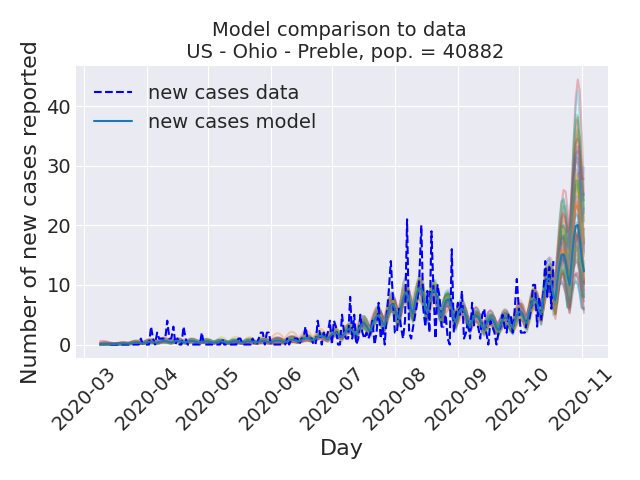 Model comparison to data
US - Ohio - Preble, pop. = 40882
Number of new cases reported
40
30
20
10
0
new cases data
new cases model
2020-03
2020-04
2020-05
2020-06
2020-07
2020-08
2020-09
2020-10
2020-11
Day